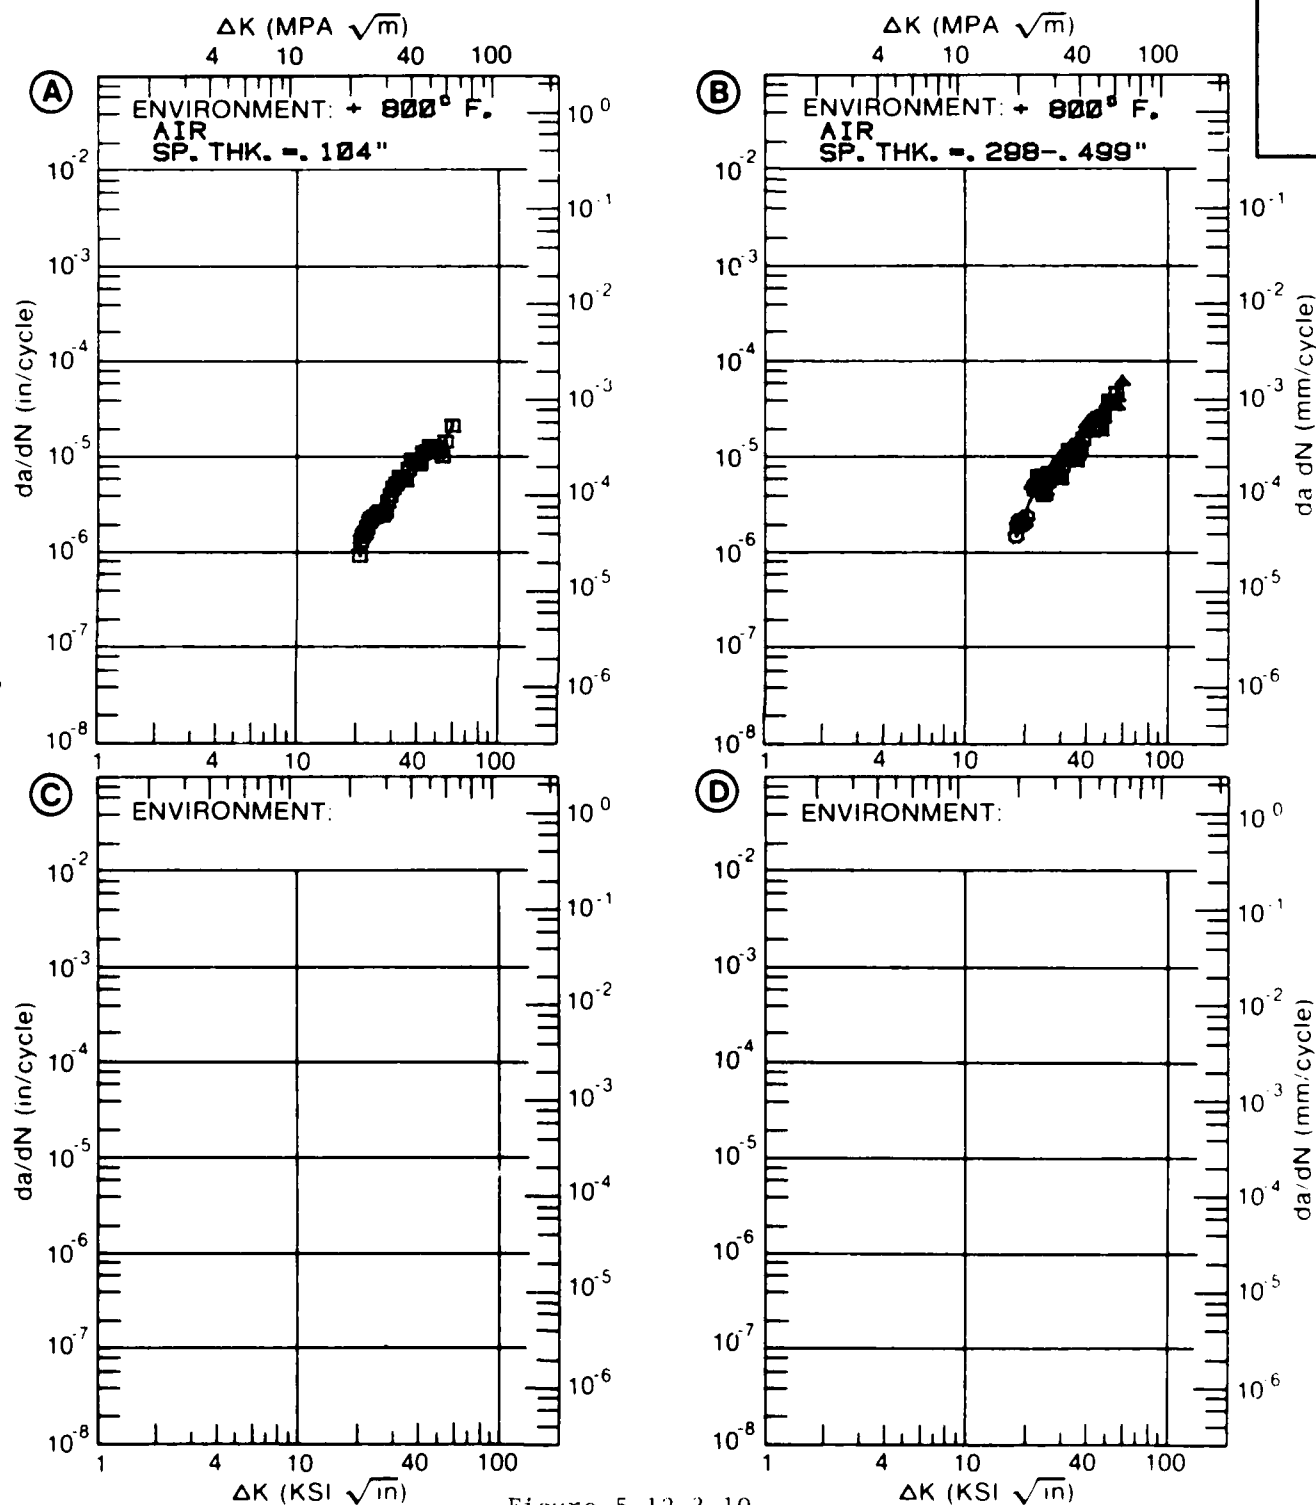 ΔK (MPA √m)
4 10 40 100
A
ENVIRONMENT: + 800° F.
AIR
SP. THK. =.104"
da/dN (in/cycle)
10-2
10-3
10-4
10-5
10-6
10-7
10-8
10 0
10-1
10-2
10-3
10-4
10-5
10-6
1 4 10 40 100
ΔK (MPA √m)
4 10 40 100
B
ENVIRONMENT: + 800° F.
AIR
SP. THK. =.298-.499"
10-2
10-3
10-4
10-5
10-6
10-7
10-8
10-1
10-2
10-3
10-4
10-5
10-6
da dN (mm/cycle)
1 4 10 40 100
C
ENVIRONMENT:
da/dN (in/cycle)
10-2
10-3
10-4
10-5
10-6
10-7
10-8
10 0
10-1
10-2
10-3
10-4
10-5
10-6
1 4 10 40 100
ΔK (KSI √in)
D
ENVIRONMENT:
10-2
10-3
10-4
10-5
10-6
10-7
10-8
10 0
10-1
10-2
10-3
10-4
10-5
10-6
da/dN (mm/cycle)
1 4 10 40 100
ΔK (KSI √in)